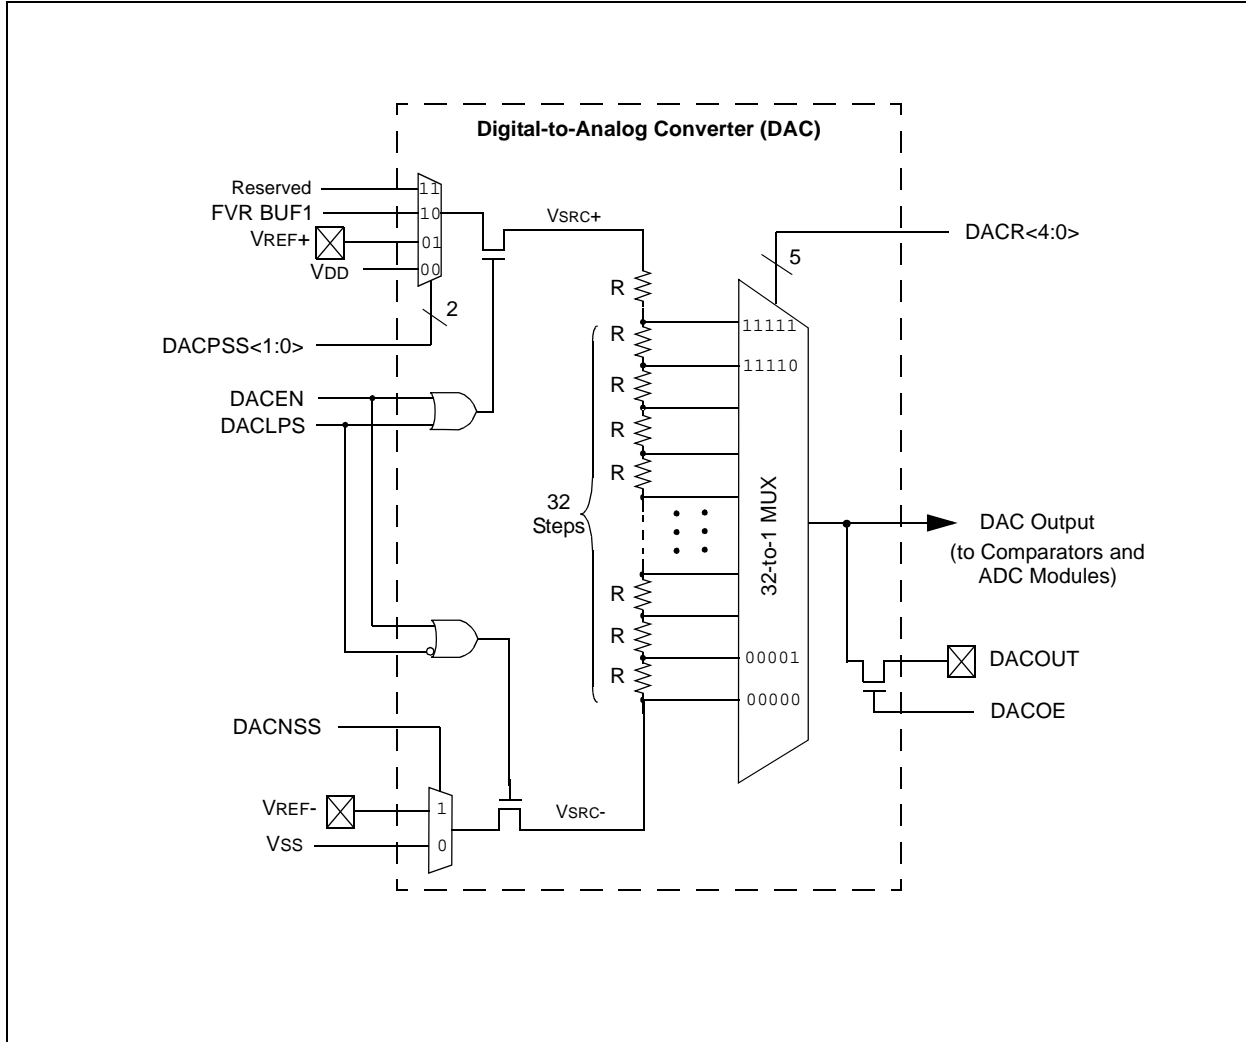 Digital-to-Analog Converter (DAC)
Reserved
11
FVR BUF1
10
VREF+
01
VDD
00
2
DACPSS<1:0>
DACEN
DACLPS
VSRC+
DACR<4:0>
5
R
11111
R
11110
R
R
R
32
Steps
32-to-1 MUX
DAC Output
(to Comparators and
ADC Modules)
R
R
00001
R
00000
DACOUT
DACOE
DACNSS
VREF-
1
VSS
0
VSRC-